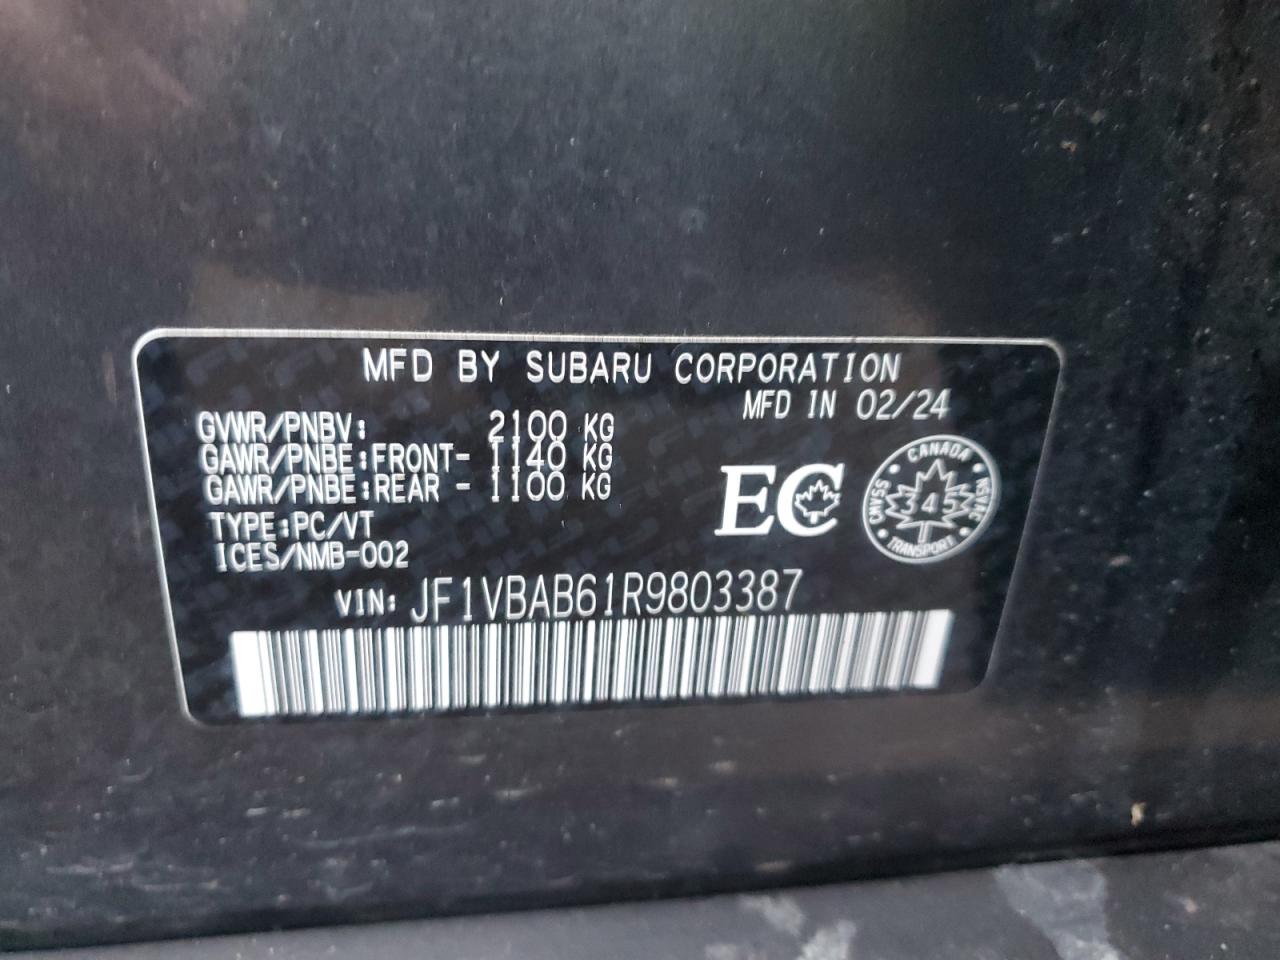 MFD BY SUBARU CORPORATION
MFD IN 02/24
GVWR/PNBV: 2100 KG
GAWR/PNBE:FRONT- 1140 KG
GAWR/PNBE:REAR - 1100 KG
TYPE:PC/VT
ICES/NMB-002
EC
CANADA
CMVSS 345 NSVAC
TRANSPORT
VIN: JF1VBAB61R9803387